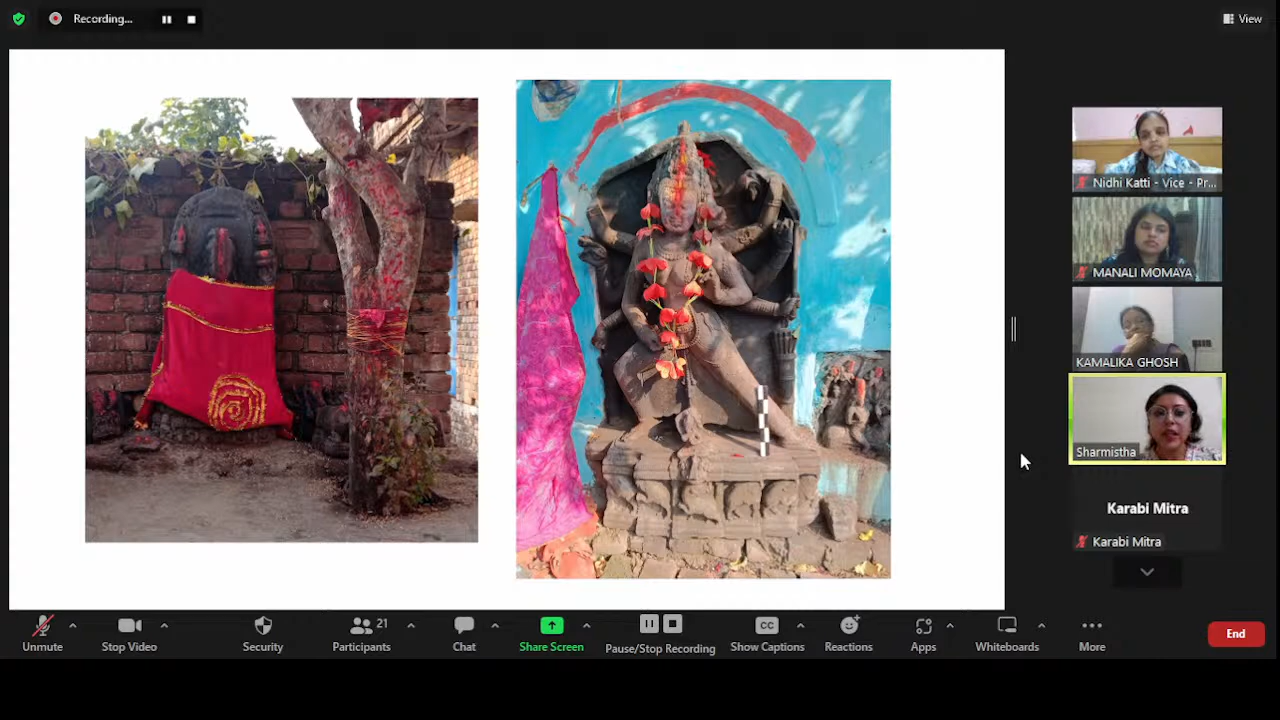 Recording...
View
Nidhi Katti - Vice - Pr...
MANALI MOMAYA
KAMALIKA GHOSH
Sharmistha
Karabi Mitra
Karabi Mitra
Unmute
Stop Video
Security
21
Participants
Chat
Share Screen
Pause/Stop Recording
CC
Show Captions
Reactions
Apps
Whiteboards
More
End